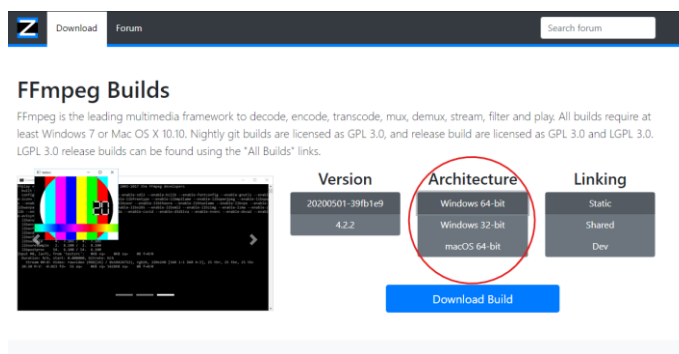 Z
Download
Forum
Search forum
FFmpeg Builds
FFmpeg is the leading multimedia framework to decode, encode, transcode, mux, demux, stream, filter and play. All builds require at
least Windows 7 or Mac OS X 10.10. Nightly git builds are licensed as GPL 3.0, and release build are licensed as GPL 3.0 and LGPL 3.0.
LGPL 3.0 release builds can be found using the "All Builds" links.
Version
20200501-39fb1e9
4.2.2
Architecture
Windows 64-bit
Windows 32-bit
macOS 64-bit
Linking
Static
Shared
Dev
Download Build